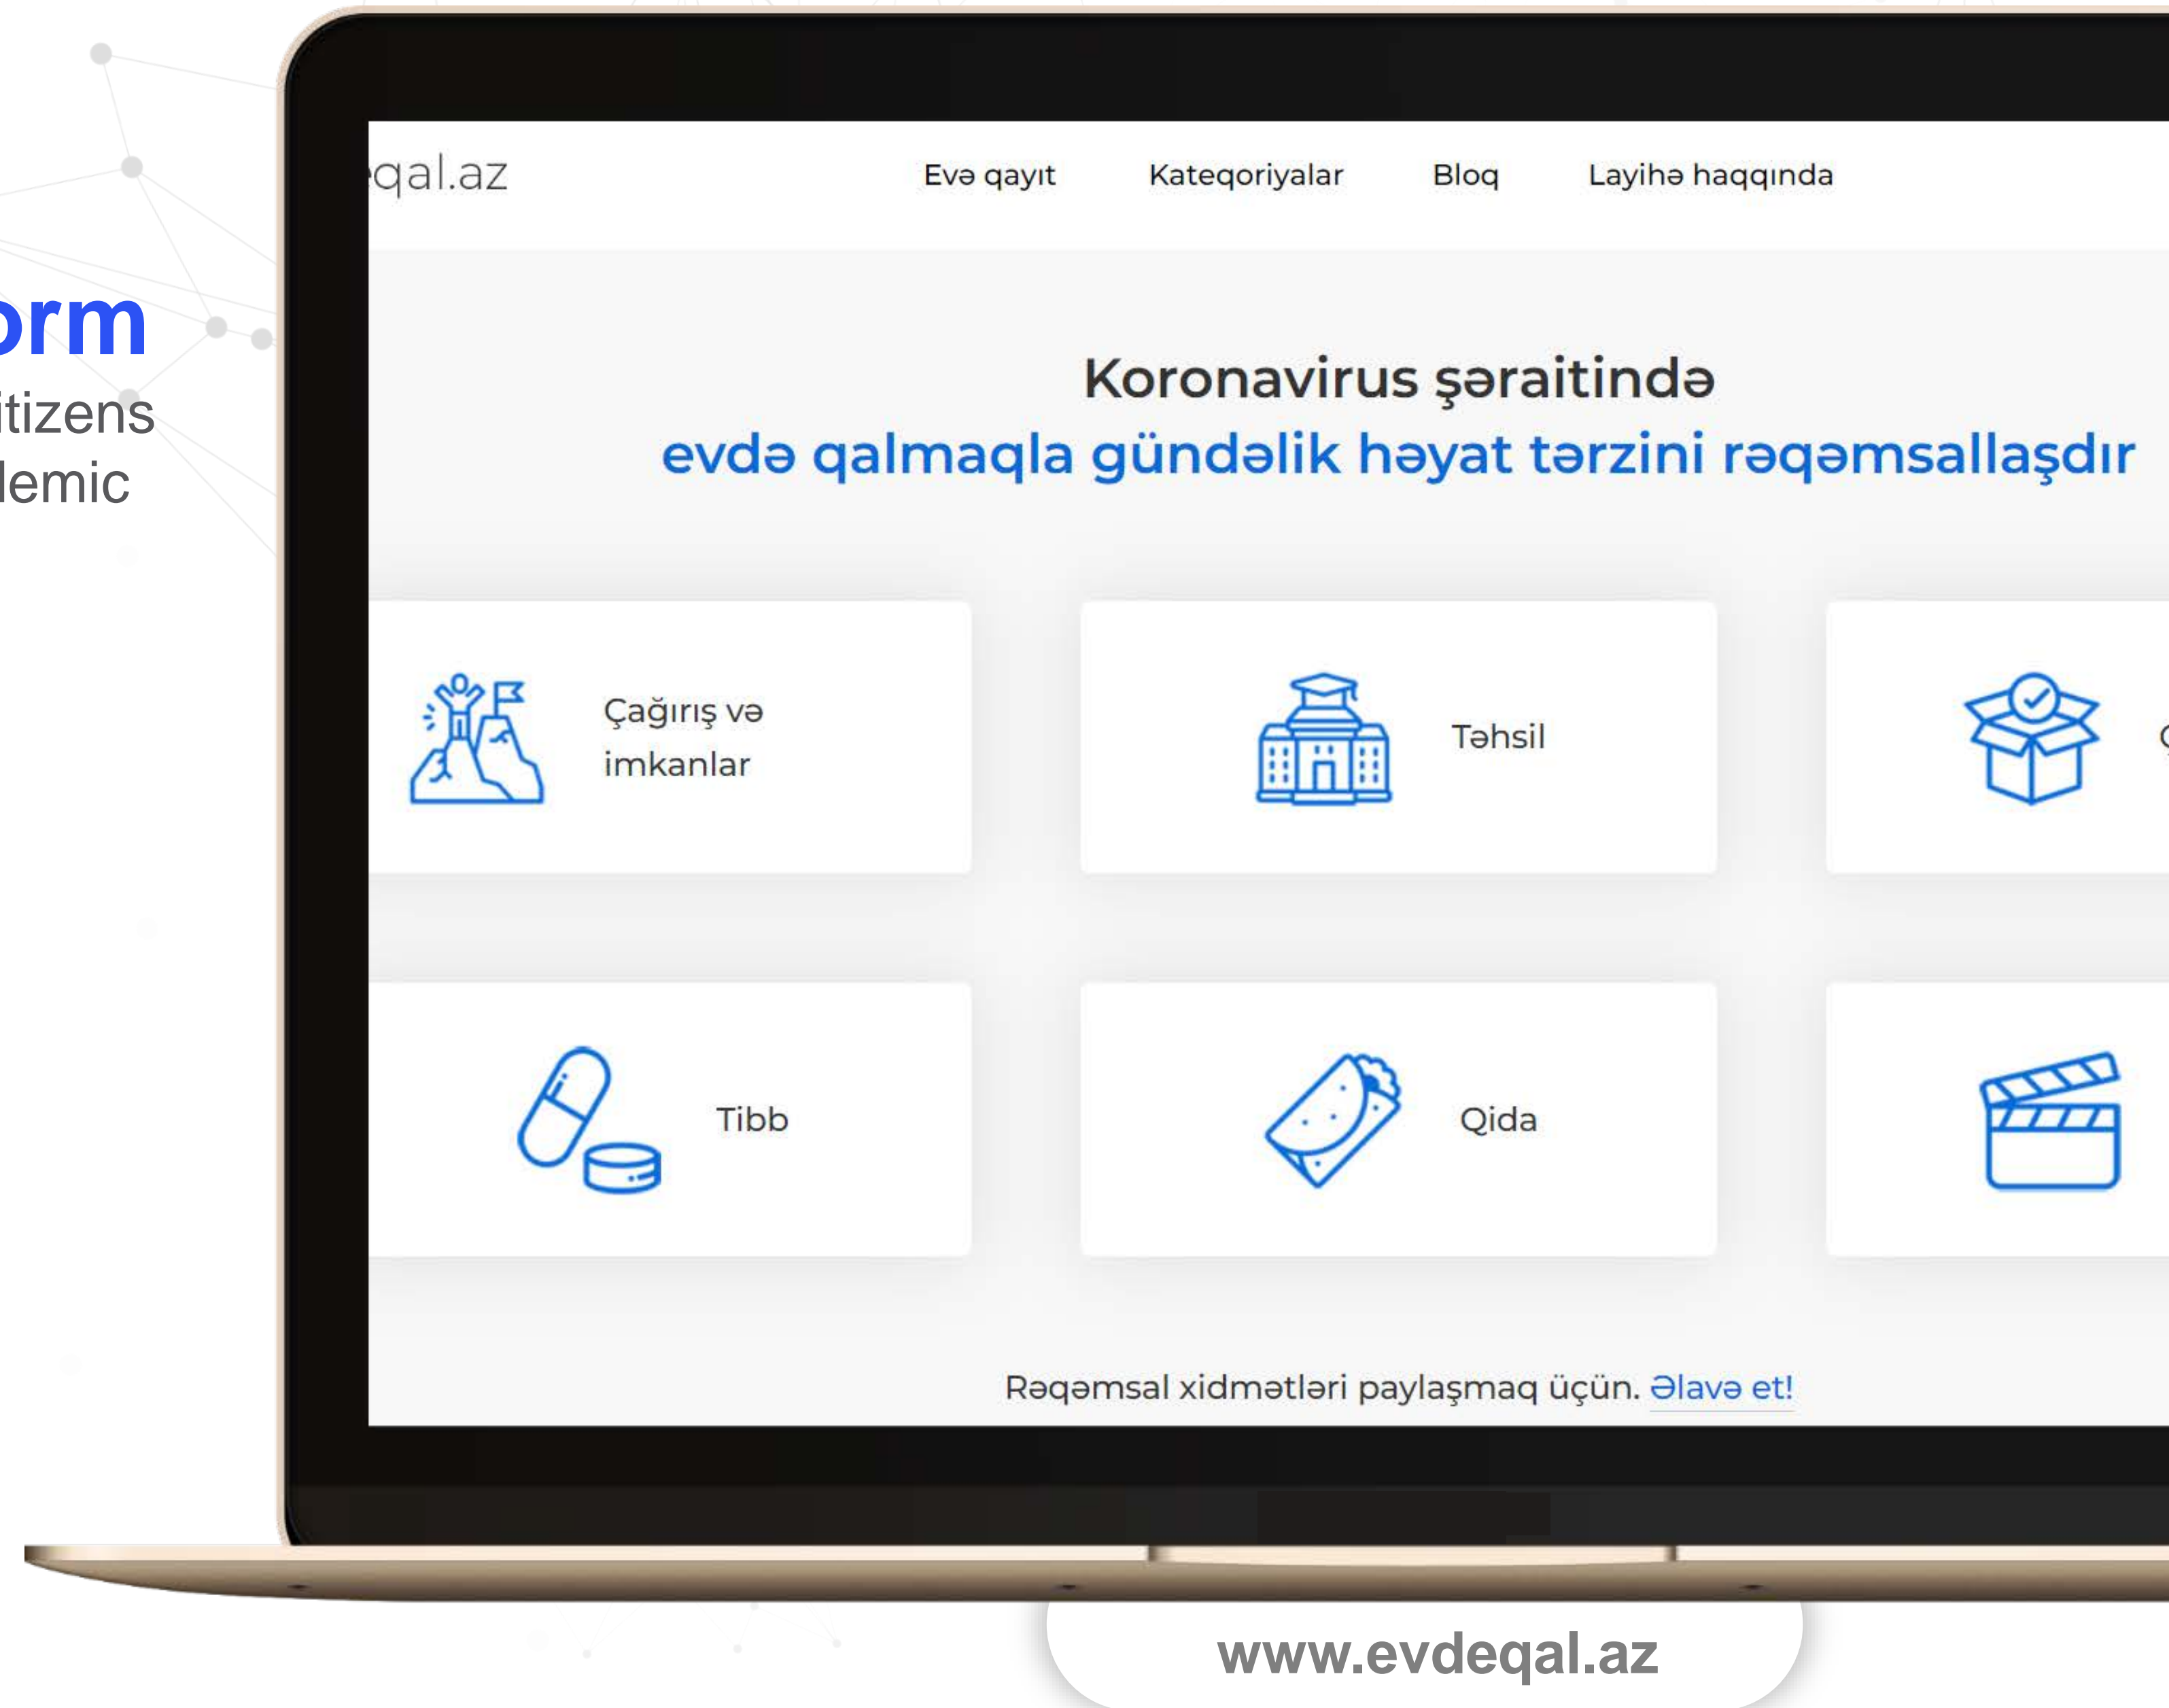 qal.az
Evə qayıt Kateqoriyalar Bloq Layihə haqqında
orm
itizens
lemic
Koronavirus şəraitində
evdə qalmaqla gündəlik həyat tərzini rəqəmsallaşdır
Çağırış və
imkanlar
Təhsil
Tibb
Qida
Rəqəmsal xidmətləri paylaşmaq üçün. Əlavə et!
www.evdeqal.az